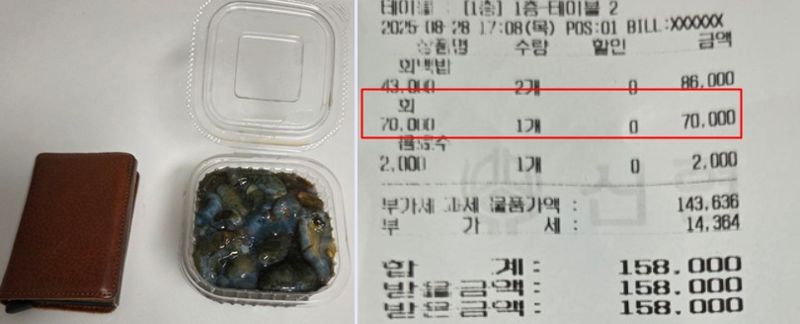 테이블 : [1층] 1층-테이블 2
2025-08-28 17:08(목) POS:01 BILL:XXXXXX
상품명 수량 할인 금액
회백밥
43,000 2개 0 86,000
회
70,000 1개 0 70,000
음료수
2,000 1개 0 2,000
부가세 과세 물품가액 : 143,636
부 가 세 : 14,364
합 계 : 158,000
받을금액 : 158,000
받은금액 : 158,000